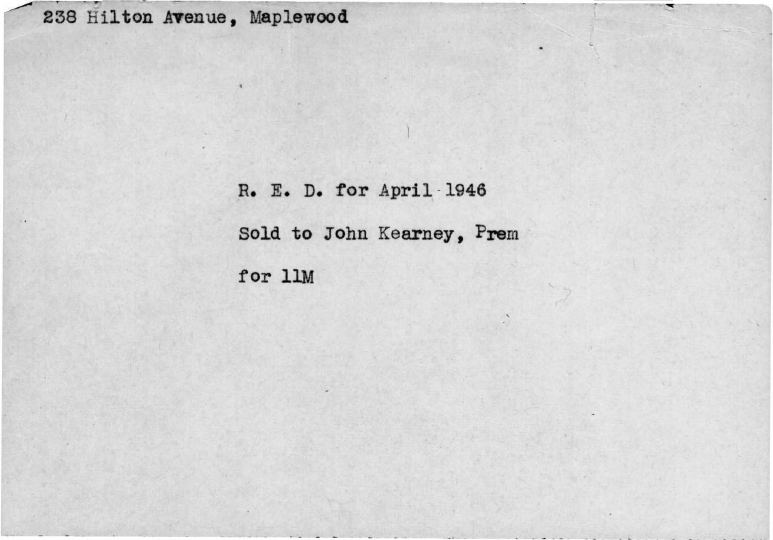 238 Hilton Avenue, Maplewood
R. E. D. for April 1946
Sold to John Kearney, Prem
for 11M